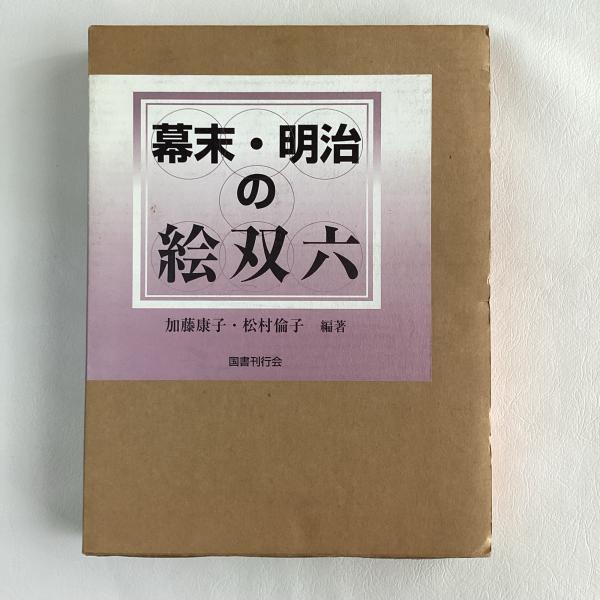 幕末・明治
の
絵双六
加藤康子・松村倫子 編著
国書刊行会